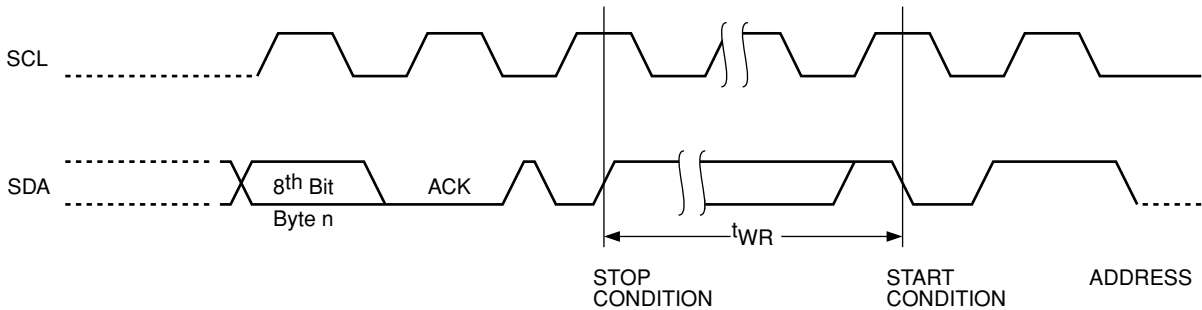 SCL
SDA
8th Bit
ACK
Byte n
tWR
STOP
CONDITION
START
CONDITION
ADDRESS